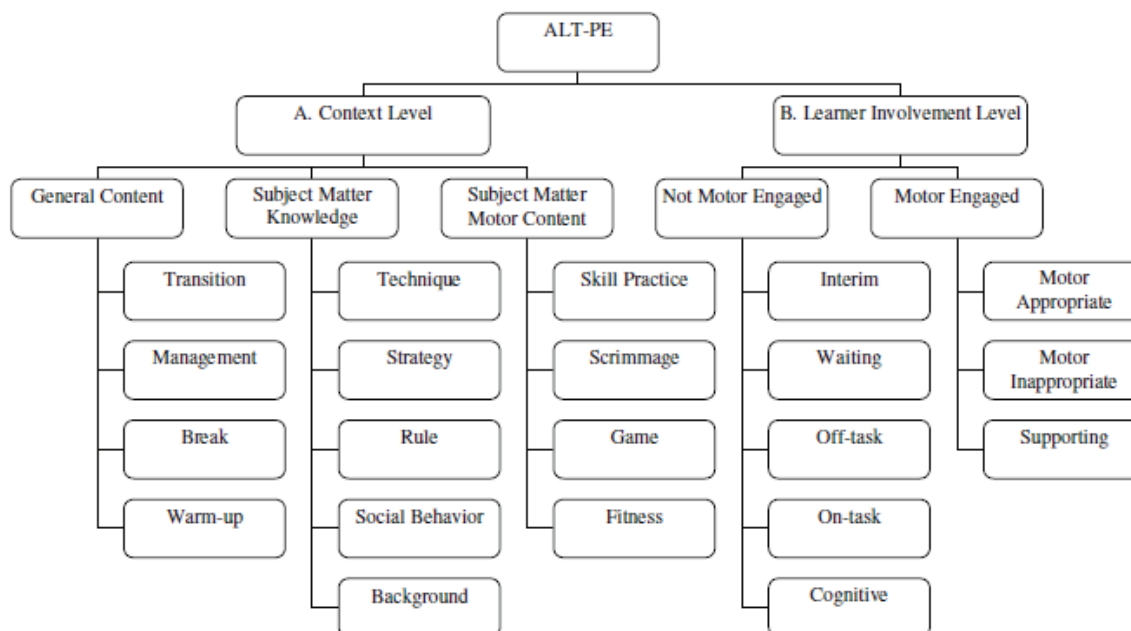 ALT-PE
A. Context Level
B. Learner Involvement Level
General Content
Subject Matter
Knowledge
Subject Matter
Motor Content
Not Motor Engaged
Motor Engaged
Transition
Management
Break
Warm-up
Technique
Strategy
Rule
Social Behavior
Background
Skill Practice
Scrimmage
Game
Fitness
Interim
Waiting
Off-task
On-task
Cognitive
Motor
Appropriate
Motor
Inappropriate
Supporting